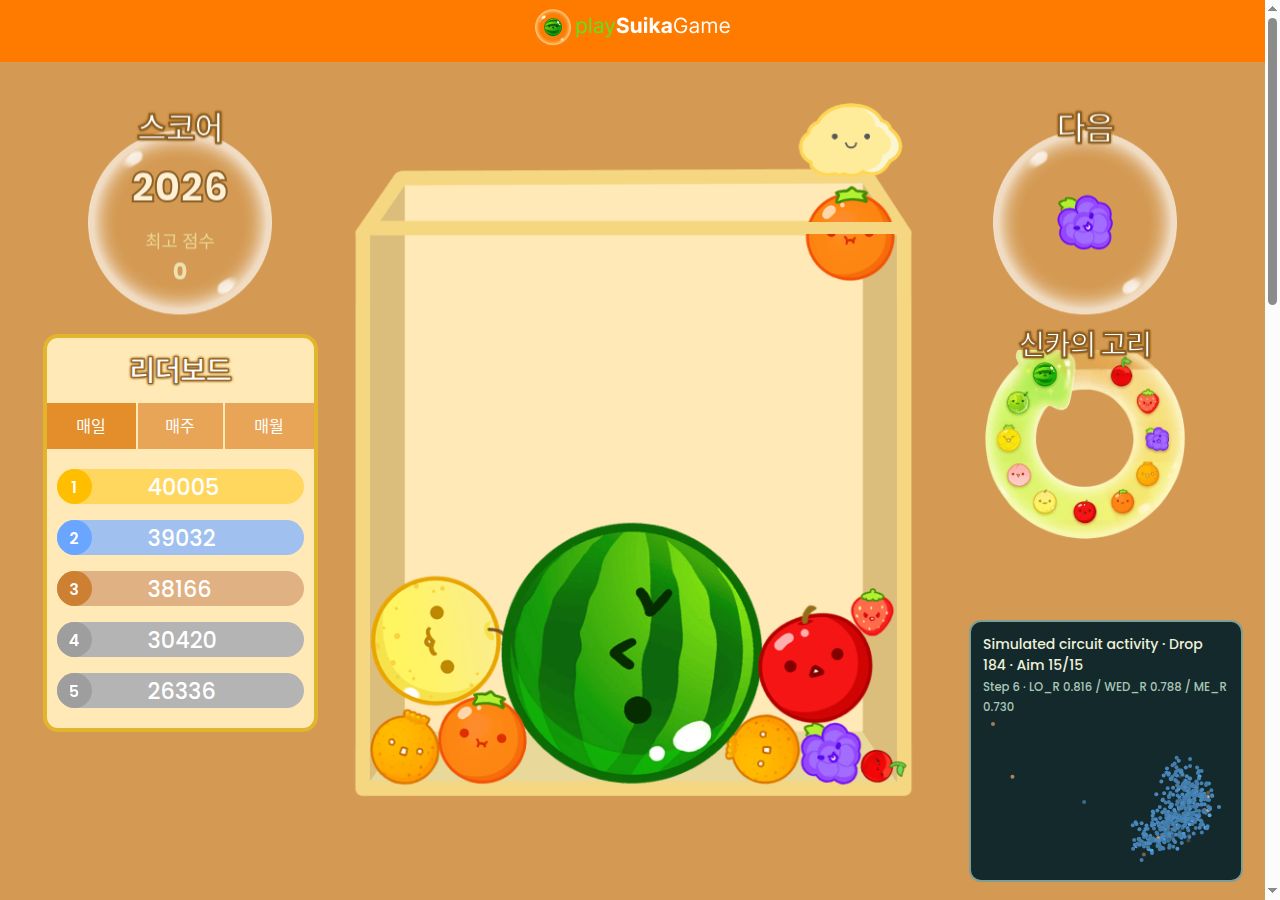 playSuikaGame
스코어
2026
최고 점수
0
리더보드
매일 매주 매월
1 40005
2 39032
3 38166
4 30420
5 26336
다음
신카의 고리
Simulated circuit activity · Drop
184 · Aim 15/15
Step 6 · LO_R 0.816 / WED_R 0.788 / ME_R
0.730